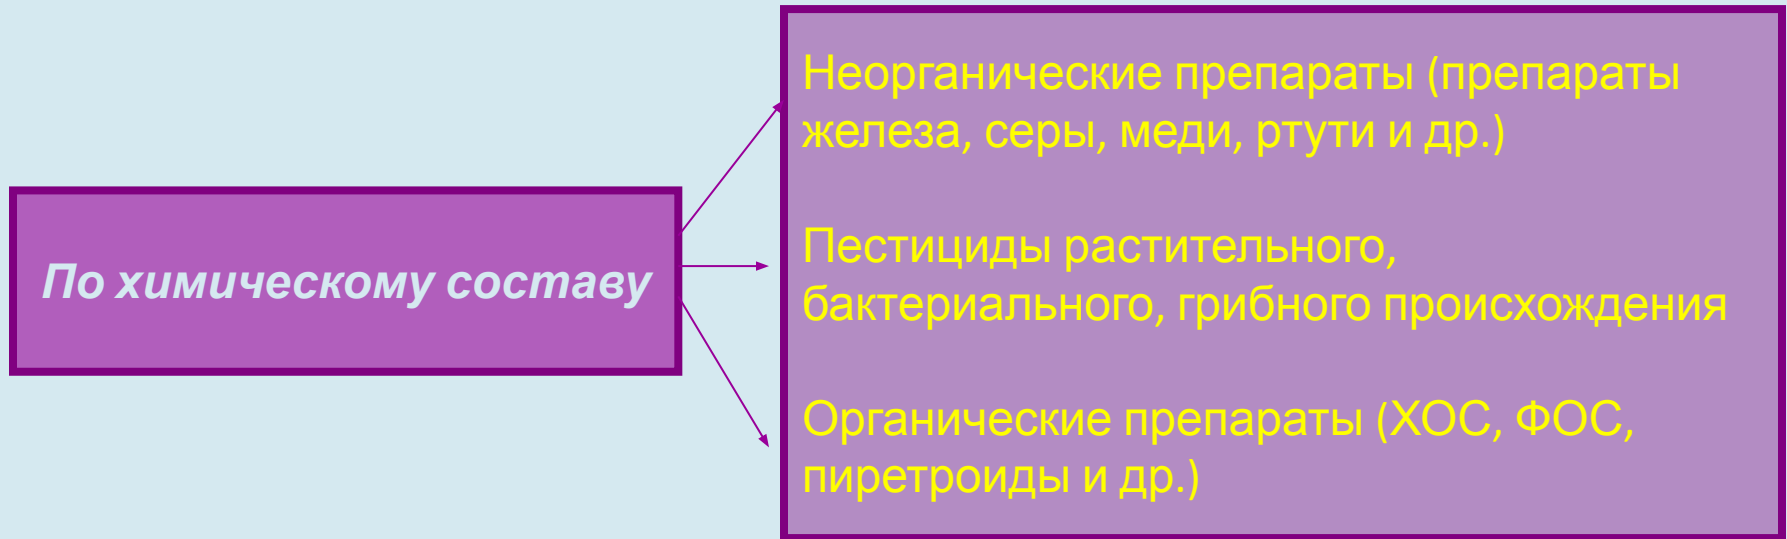 По химическому составу
Неорганические препараты (препараты
железа, серы, меди, ртути и др.)
Пестициды растительного,
бактериального, грибного происхождения
Органические препараты (ХОС, ФОС,
пиретроиды и др.)